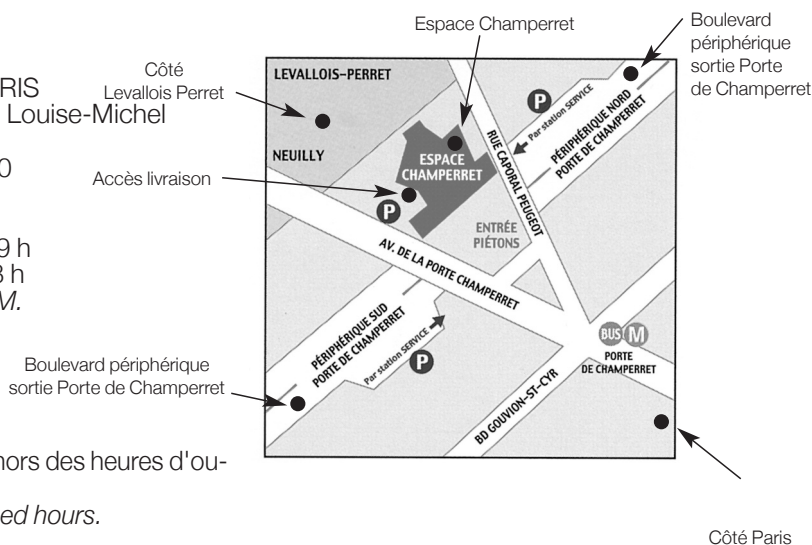 Espace Champerret
Boulevard
périphérique
sortie Porte
de Champerret
Côté
Levallois Perret
RIS
Louise-Michel
0
Accès livraison
9 h
8 h
M.
Boulevard périphérique
sortie Porte de Champerret
hors des heures d'ou-
ed hours.
LEVALLOIS-PERRET
NEUILLY
ESPACE
CHAMPERRET
P
Par station SERVICE
PÉRIPHÉRIQUE NORD
PORTE DE CHAMPERRET
RUE CAPORAL PEUGEOT
P
ENTRÉE
PIÉTONS
AV. DE LA PORTE CHAMPERRET
PÉRIPHÉRIQUE SUD
PORTE DE CHAMPERRET
Par station SERVICE
P
BUS M
PORTE
DE CHAMPERRET
BD GOUVION-ST-CYR
Côté Paris